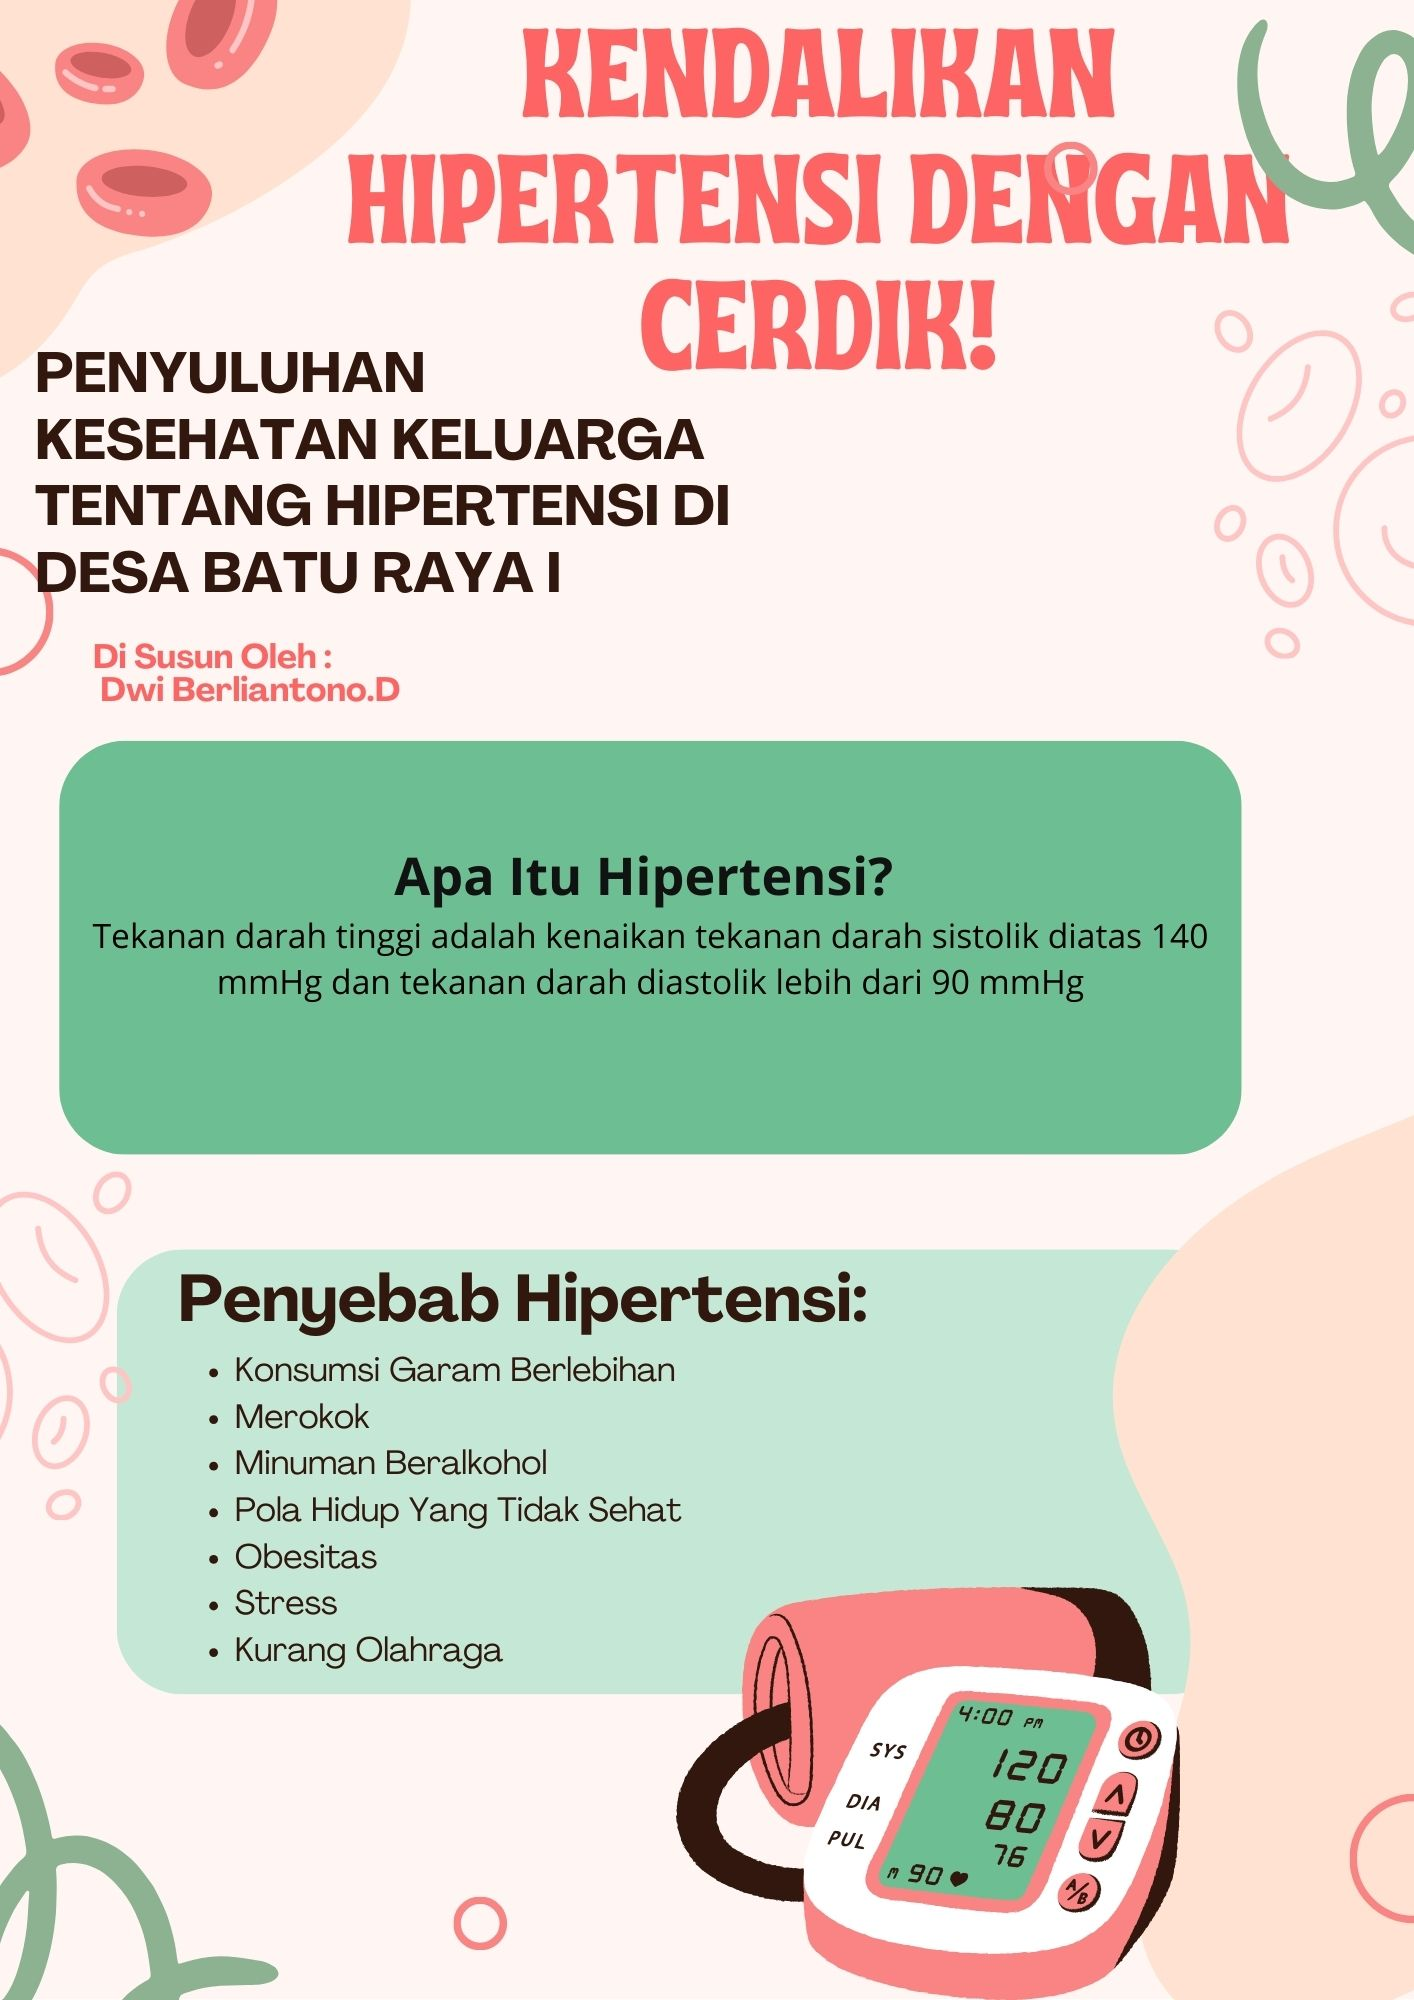 KENDALIKAN
HIPERTENSI DENGAN
CERDIK!
PENYULUHAN
KESEHATAN KELUARGA
TENTANG HIPERTENSI DI
DESA BATU RAYA I
Di Susun Oleh :
Dwi Berliantono.D
Apa Itu Hipertensi?
Tekanan darah tinggi adalah kenaikan tekanan darah sistolik diatas 140
mmHg dan tekanan darah diastolik lebih dari 90 mmHg
Penyebab Hipertensi:
• Konsumsi Garam Berlebihan
• Merokok
• Minuman Beralkohol
• Pola Hidup Yang Tidak Sehat
• Obesitas
• Stress
• Kurang Olahraga
4:00 PM
SYS 120
DIA 80
PUL 76
m 90
A/B